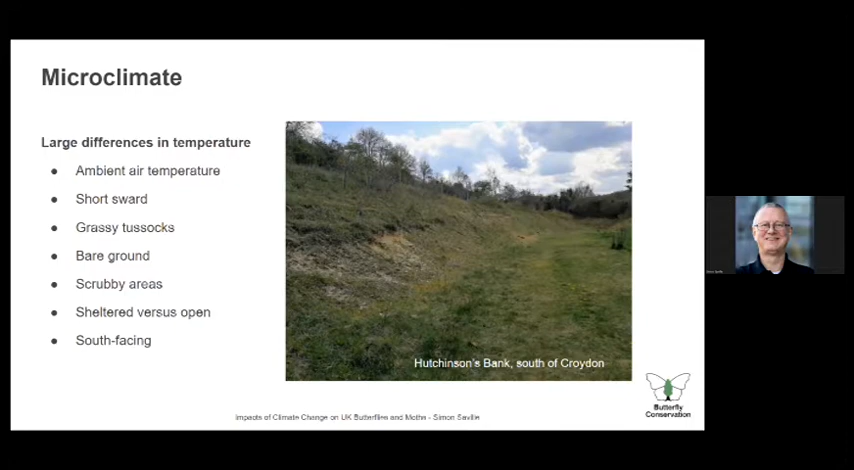 Microclimate
Large differences in temperature
● Ambient air temperature
● Short sward
● Grassy tussocks
● Bare ground
● Scrubby areas
● Sheltered versus open
● South-facing
Hutchinson's Bank, south of Croydon
Butterfly
Conservation
Impacts of Climate Change on UK Butterflies and Moths - Simon Saville